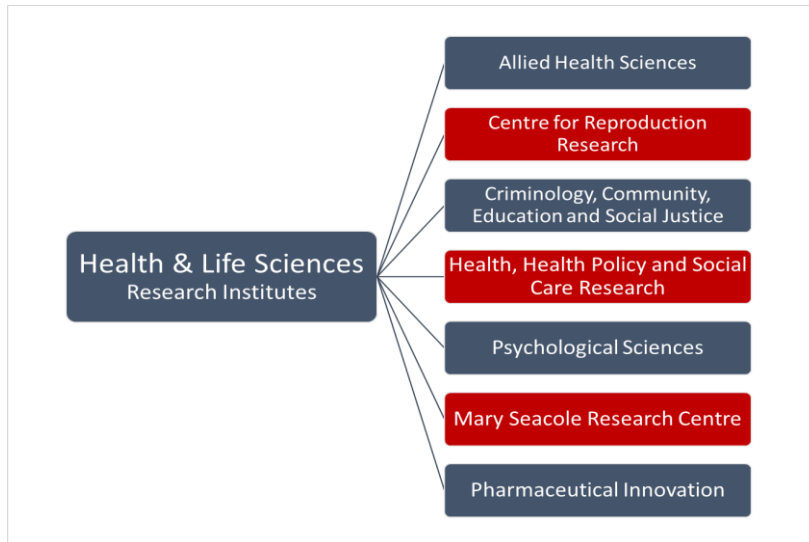 Allied Health Sciences
Centre for Reproduction
Research
Criminology, Community,
Education and Social Justice
Health & Life Sciences
Research Institutes
Health, Health Policy and Social
Care Research
Psychological Sciences
Mary Seacole Research Centre
Pharmaceutical Innovation